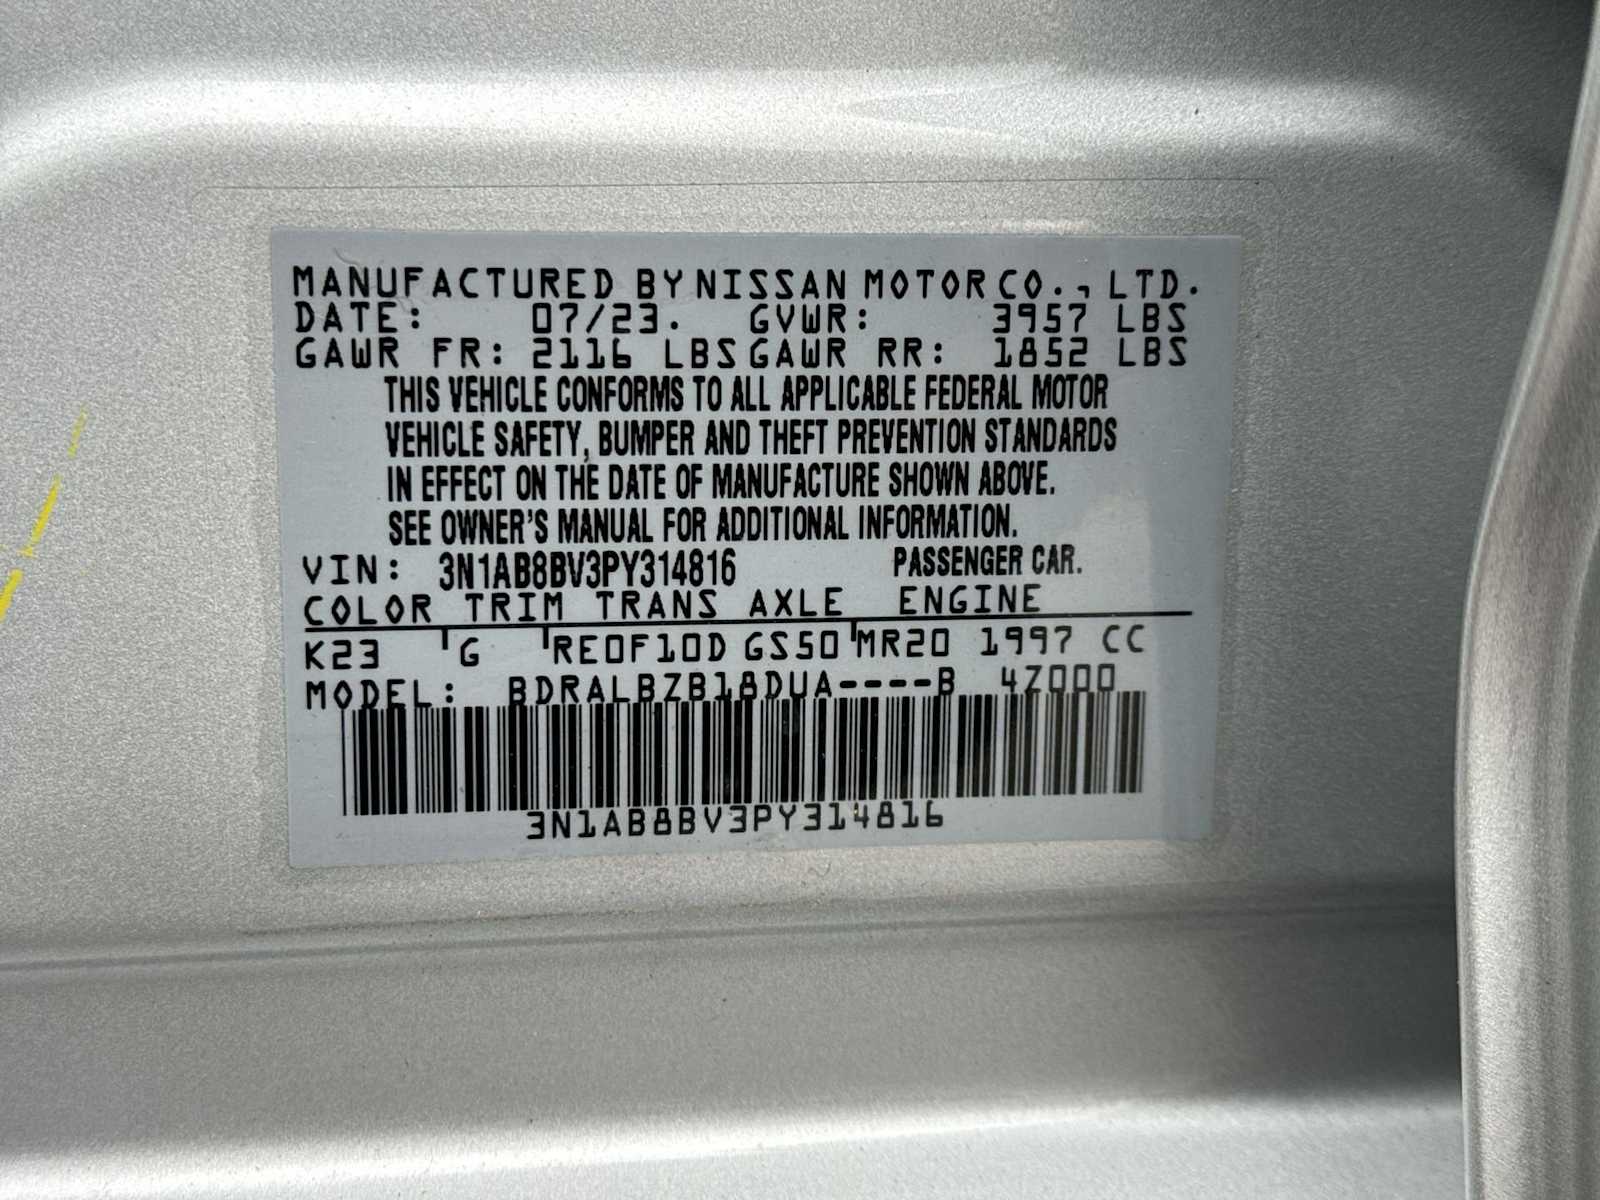 MANUFACTURED BY NISSAN MOTOR CO., LTD.
DATE: 07/23. GVWR: 3957 LBS
GAWR FR: 2116 LBS GAWR RR: 1852 LBS
THIS VEHICLE CONFORMS TO ALL APPLICABLE FEDERAL MOTOR
VEHICLE SAFETY, BUMPER AND THEFT PREVENTION STANDARDS
IN EFFECT ON THE DATE OF MANUFACTURE SHOWN ABOVE.
SEE OWNER'S MANUAL FOR ADDITIONAL INFORMATION.
VIN: 3N1AB8BV3PY314816 PASSENGER CAR.
COLOR TRIM TRANS AXLE ENGINE
K23 G RE0F10D GS50 MR20 1997 CC
MODEL: BDRALBZB18DUA----B 4Z000
3N1AB8BV3PY314816